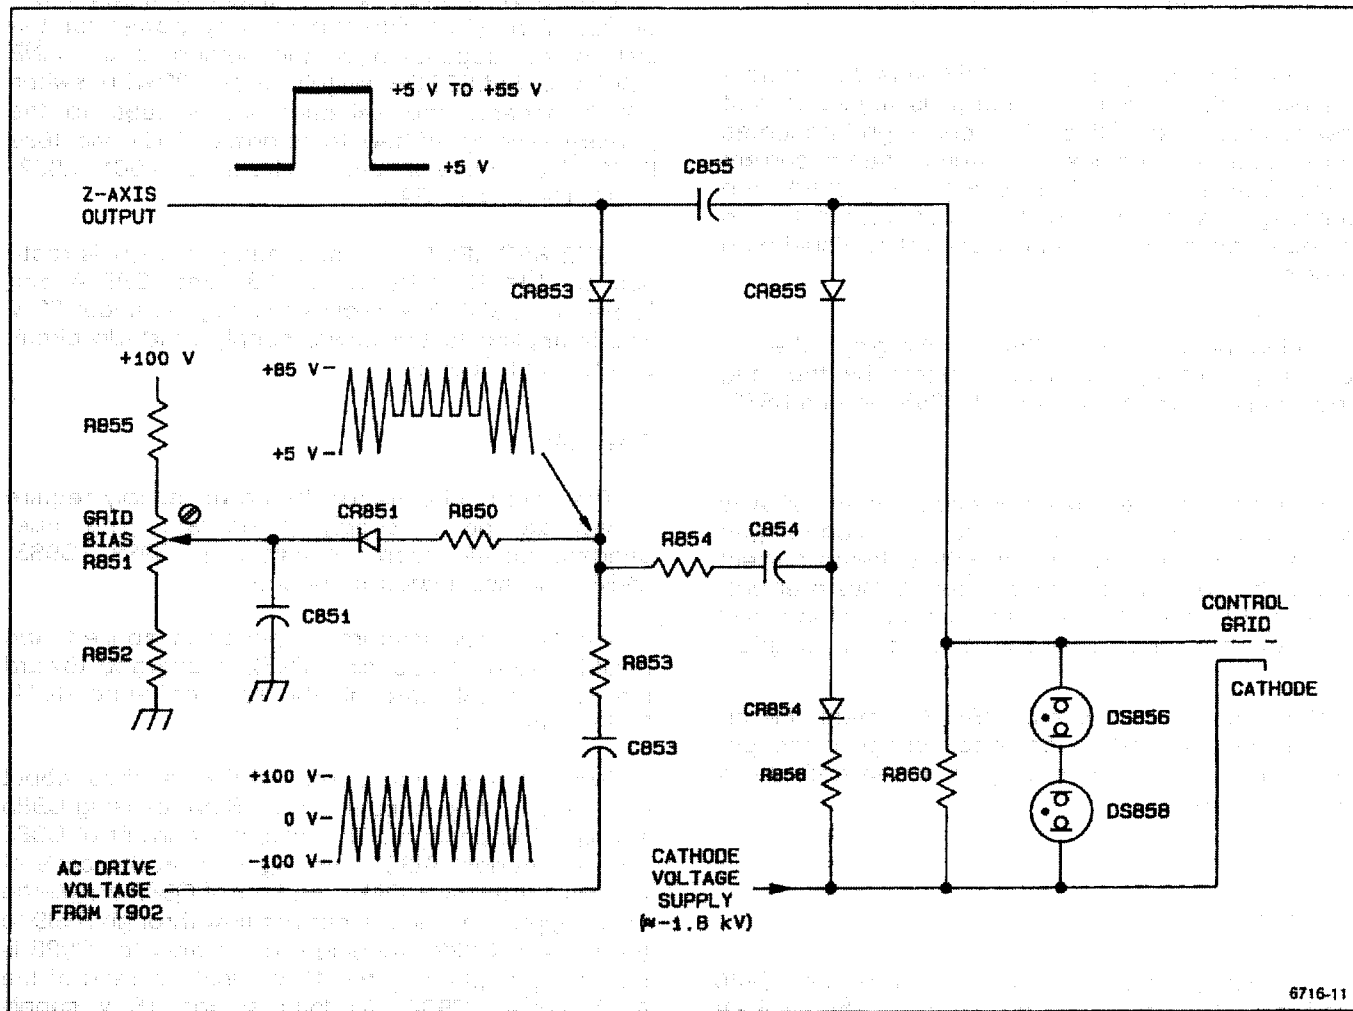 +5 V TO +55 V
+5 V
Z-AXIS
OUTPUT
C855
CR853
CR855
+100 V
R855
+85 V
+5 V
GRID
BIAS
R851
CR851
R850
R854
C854
C851
R852
R853
C853
CONTROL
GRID
CATHODE
DS856
CR854
R858
R860
DS858
+100 V
0 V
-100 V
AC DRIVE
VOLTAGE
FROM T902
CATHODE
VOLTAGE
SUPPLY
(≈-1.8 kV)
6716-11